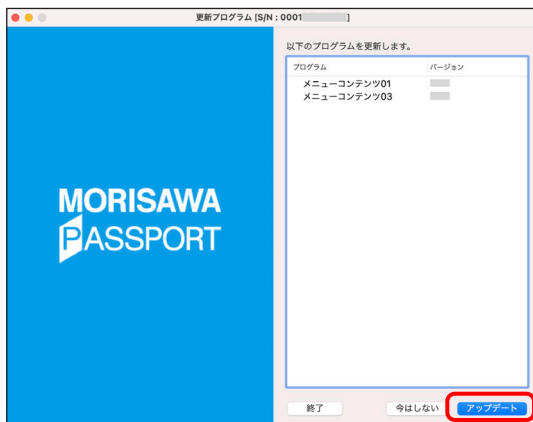 更新プログラム [S/N : 0001 ]
以下のプログラムを更新します。
プログラム バージョン
メニューコンテンツ01
メニューコンテンツ03
MORISAWA
PASSPORT
終了 今はしない アップデート